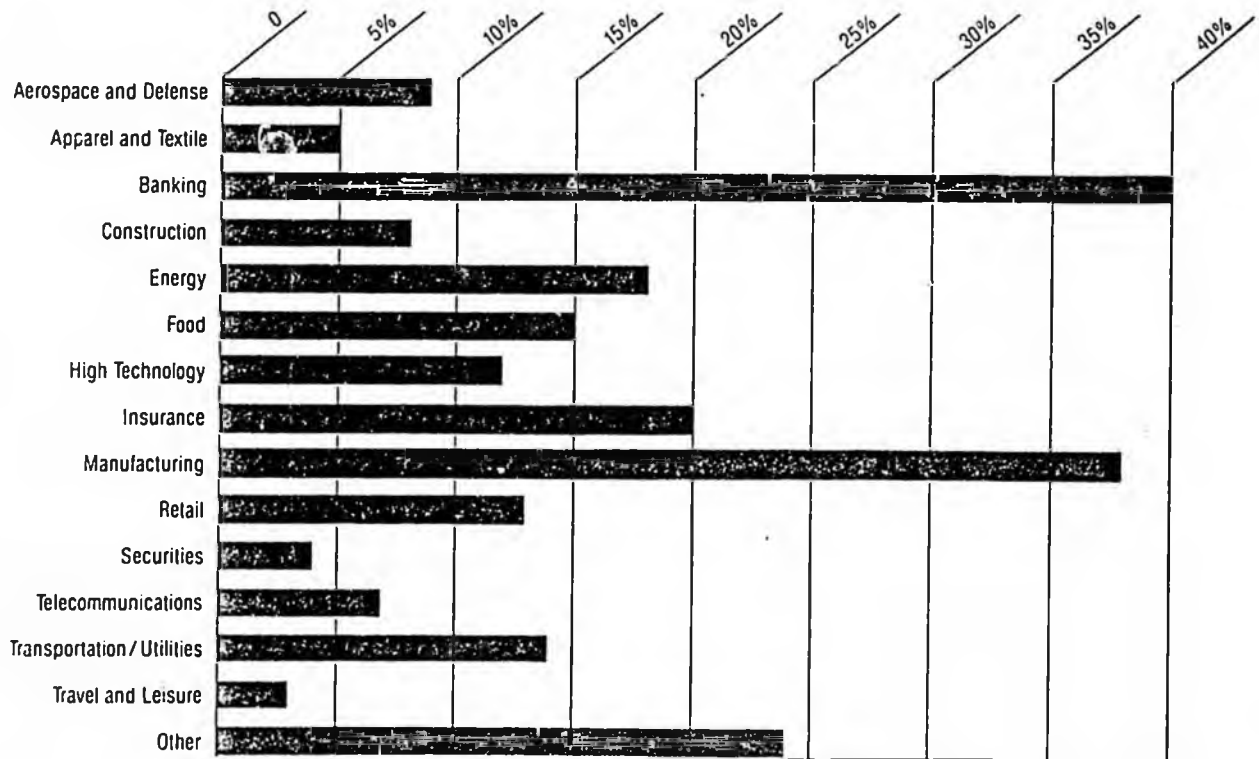 0 5% 10% 15% 20% 25% 30% 35% 40%
Aerospace and Defense
Apparel and Textile
Banking
Construction
Energy
Food
High Technology
Insurance
Manufacturing
Retail
Securities
Telecommunications
Transportation/Utilities
Travel and Leisure
Other